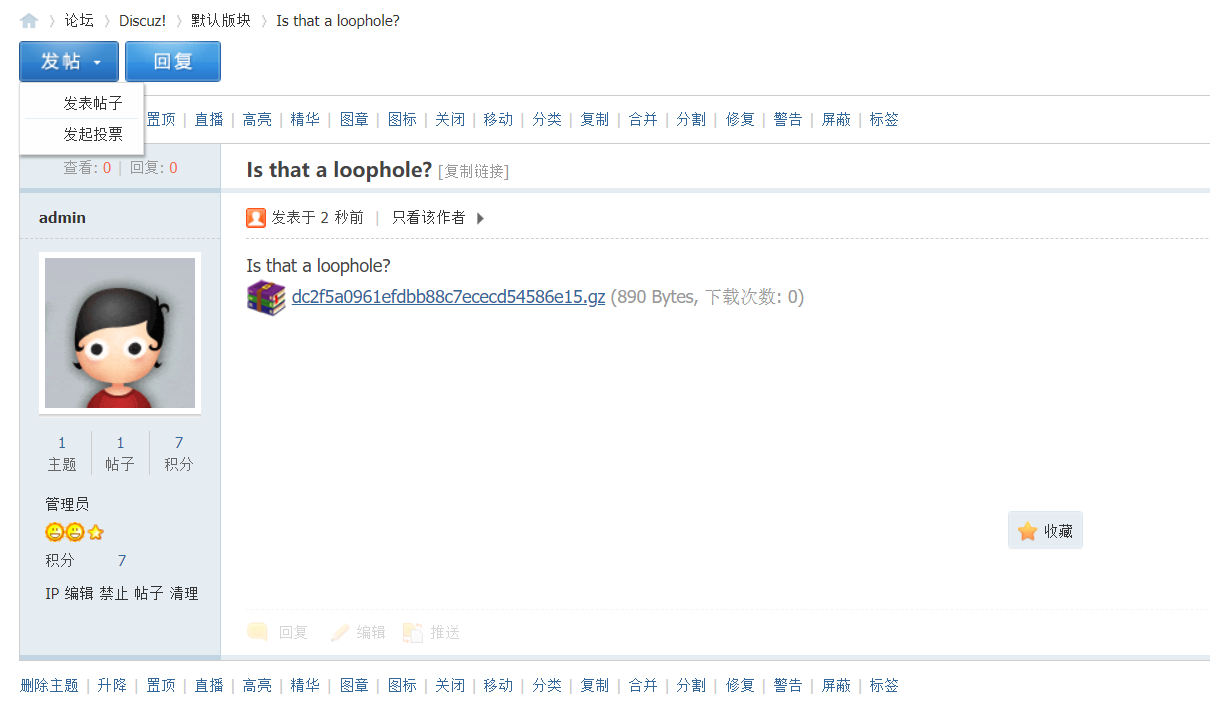 论坛 Discuz! 默认版块 Is that a loophole?
发帖 回复
发表帖子
发起投票
置顶 | 直播 | 高亮 | 精华 | 图章 | 图标 | 关闭 | 移动 | 分类 | 复制 | 合并 | 分割 | 修复 | 警告 | 屏蔽 | 标签
查看: 0 | 回复: 0
Is that a loophole? [复制链接]
admin
发表于 2 秒前 | 只看该作者
Is that a loophole?
dc2f5a0961efdbb88c7ececd54586e15.gz (890 Bytes, 下载次数: 0)
1 1 7
主题 帖子 积分
管理员
收藏
积分 7
IP 编辑 禁止 帖子 清理
回复 编辑 推送
删除主题 | 升降 | 置顶 | 直播 | 高亮 | 精华 | 图章 | 图标 | 关闭 | 移动 | 分类 | 复制 | 合并 | 分割 | 修复 | 警告 | 屏蔽 | 标签